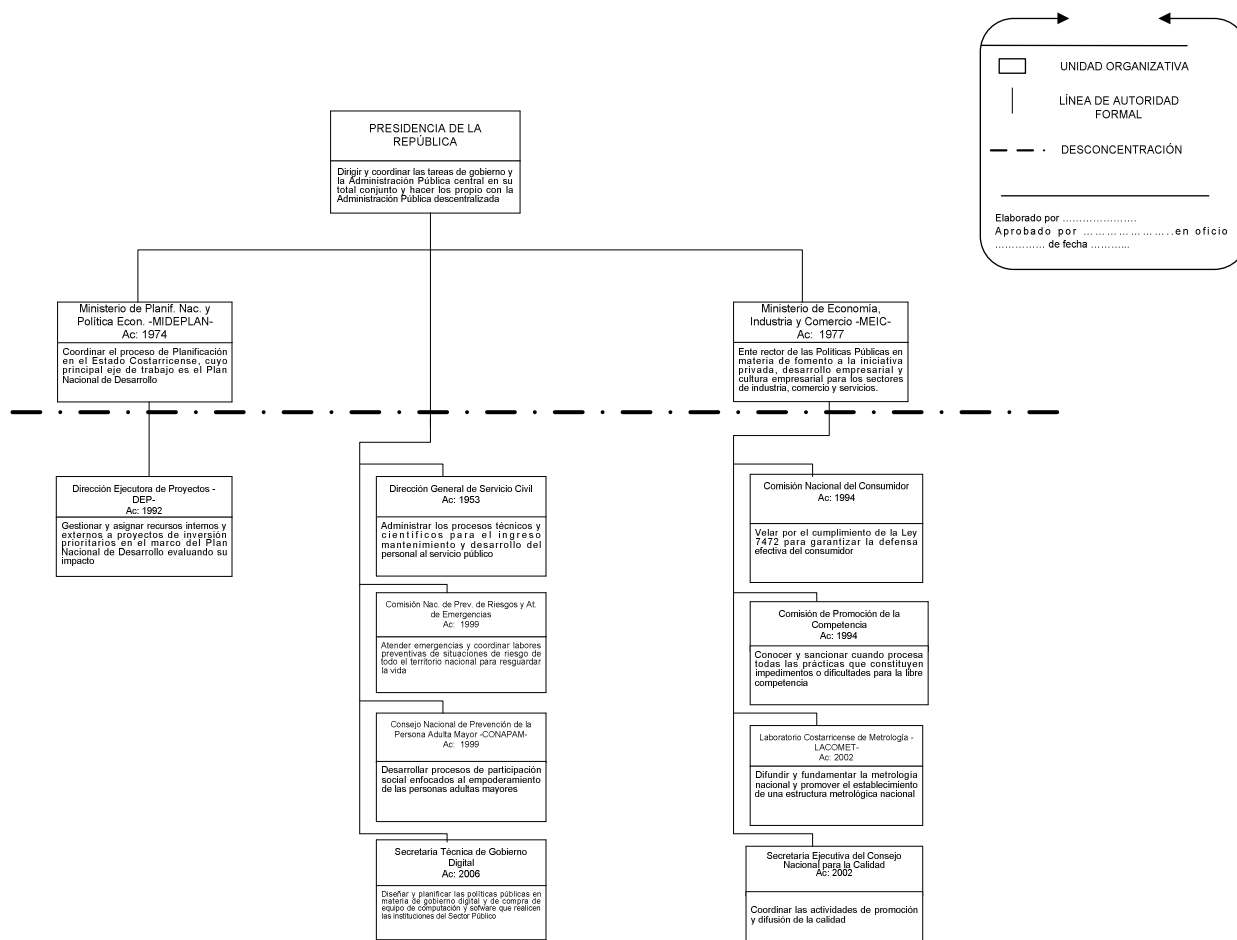 UNIDAD ORGANIZATIVA
LÍNEA DE AUTORIDAD
FORMAL
DESCONCENTRACIÓN
Elaborado por …………………
Aprobado por …………………..en oficio
………….. de fecha ………...
PRESIDENCIA DE LA
REPÚBLICA
Dirigir y coordinar las tareas de gobierno y
la Administración Pública central en su
total conjunto y hacer los propio con la
Administración Pública descentralizada
Ministerio de Planif. Nac. y
Política Econ. -MIDEPLAN-
Ac: 1974
Coordinar el proceso de Planificación
en el Estado Costarricense, cuyo
principal eje de trabajo es el Plan
Nacional de Desarrollo
Ministerio de Economía,
Industria y Comercio -MEIC-
Ac: 1977
Ente rector de las Políticas Públicas en
materia de fomento a la iniciativa
privada, desarrollo empresarial y
cultura empresarial para los sectores
de industria, comercio y servicios.
Dirección Ejecutora de Proyectos -
DEP-
Ac: 1992
Gestionar y asignar recursos internos y
externos a proyectos de inversión
prioritarios en el marco del Plan
Nacional de Desarrollo evaluando su
impacto
Dirección General de Servicio Civil
Ac: 1953
Administrar los procesos técnicos y
científicos para el ingreso
mantenimiento y desarrollo del
personal al servicio público
Comisión Nac. de Prev. de Riesgos y At.
de Emergencias
Ac: 1999
Atender emergencias y coordinar labores
preventivas de situaciones de riesgo de
todo el territorio nacional para resguardar
la vida
Consejo Nacional de Prevención de la
Persona Adulta Mayor -CONAPAM-
Ac: 1999
Desarrollar procesos de participación
social enfocados al empoderamiento
de las personas adultas mayores
Secretaría Técnica de Gobierno
Digital
Ac: 2006
Diseñar y planificar las políticas públicas en
materia de gobierno digital y de compra de
equipo de computación y sofware que realicen
las instituciones del Sector Público
Comisión Nacional del Consumidor
Ac: 1994
Velar por el cumplimiento de la Ley
7472 para garantizar la defensa
efectiva del consumidor
Comisión de Promoción de la
Competencia
Ac: 1994
Conocer y sancionar cuando procesa
todas las prácticas que constituyen
impedimentos o dificultades para la libre
competencia
Laboratorio Costarricense de Metrología -
LACOMET-
Ac: 2002
Difundir y fundamentar la metrología
nacional y promover el establecimiento
de una estructura metrológica nacional
Secretaría Ejecutiva del Consejo
Nacional para la Calidad
Ac: 2002
Coordinar las actividades de promoción
y difusión de la calidad